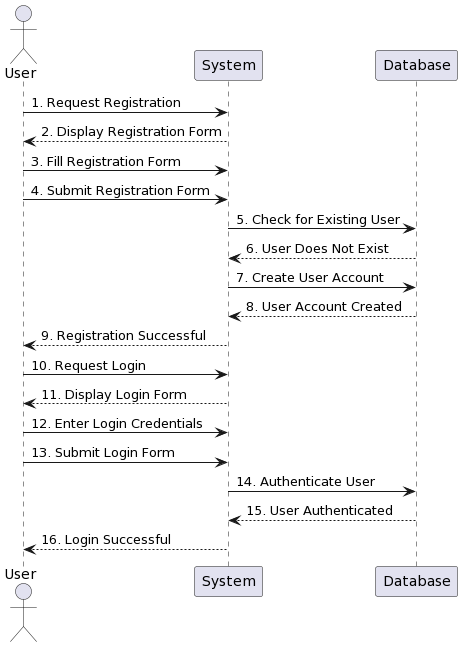 User
System
Database
1. Request Registration
2. Display Registration Form
3. Fill Registration Form
4. Submit Registration Form
5. Check for Existing User
6. User Does Not Exist
7. Create User Account
8. User Account Created
9. Registration Successful
10. Request Login
11. Display Login Form
12. Enter Login Credentials
13. Submit Login Form
14. Authenticate User
15. User Authenticated
16. Login Successful
User
System
Database